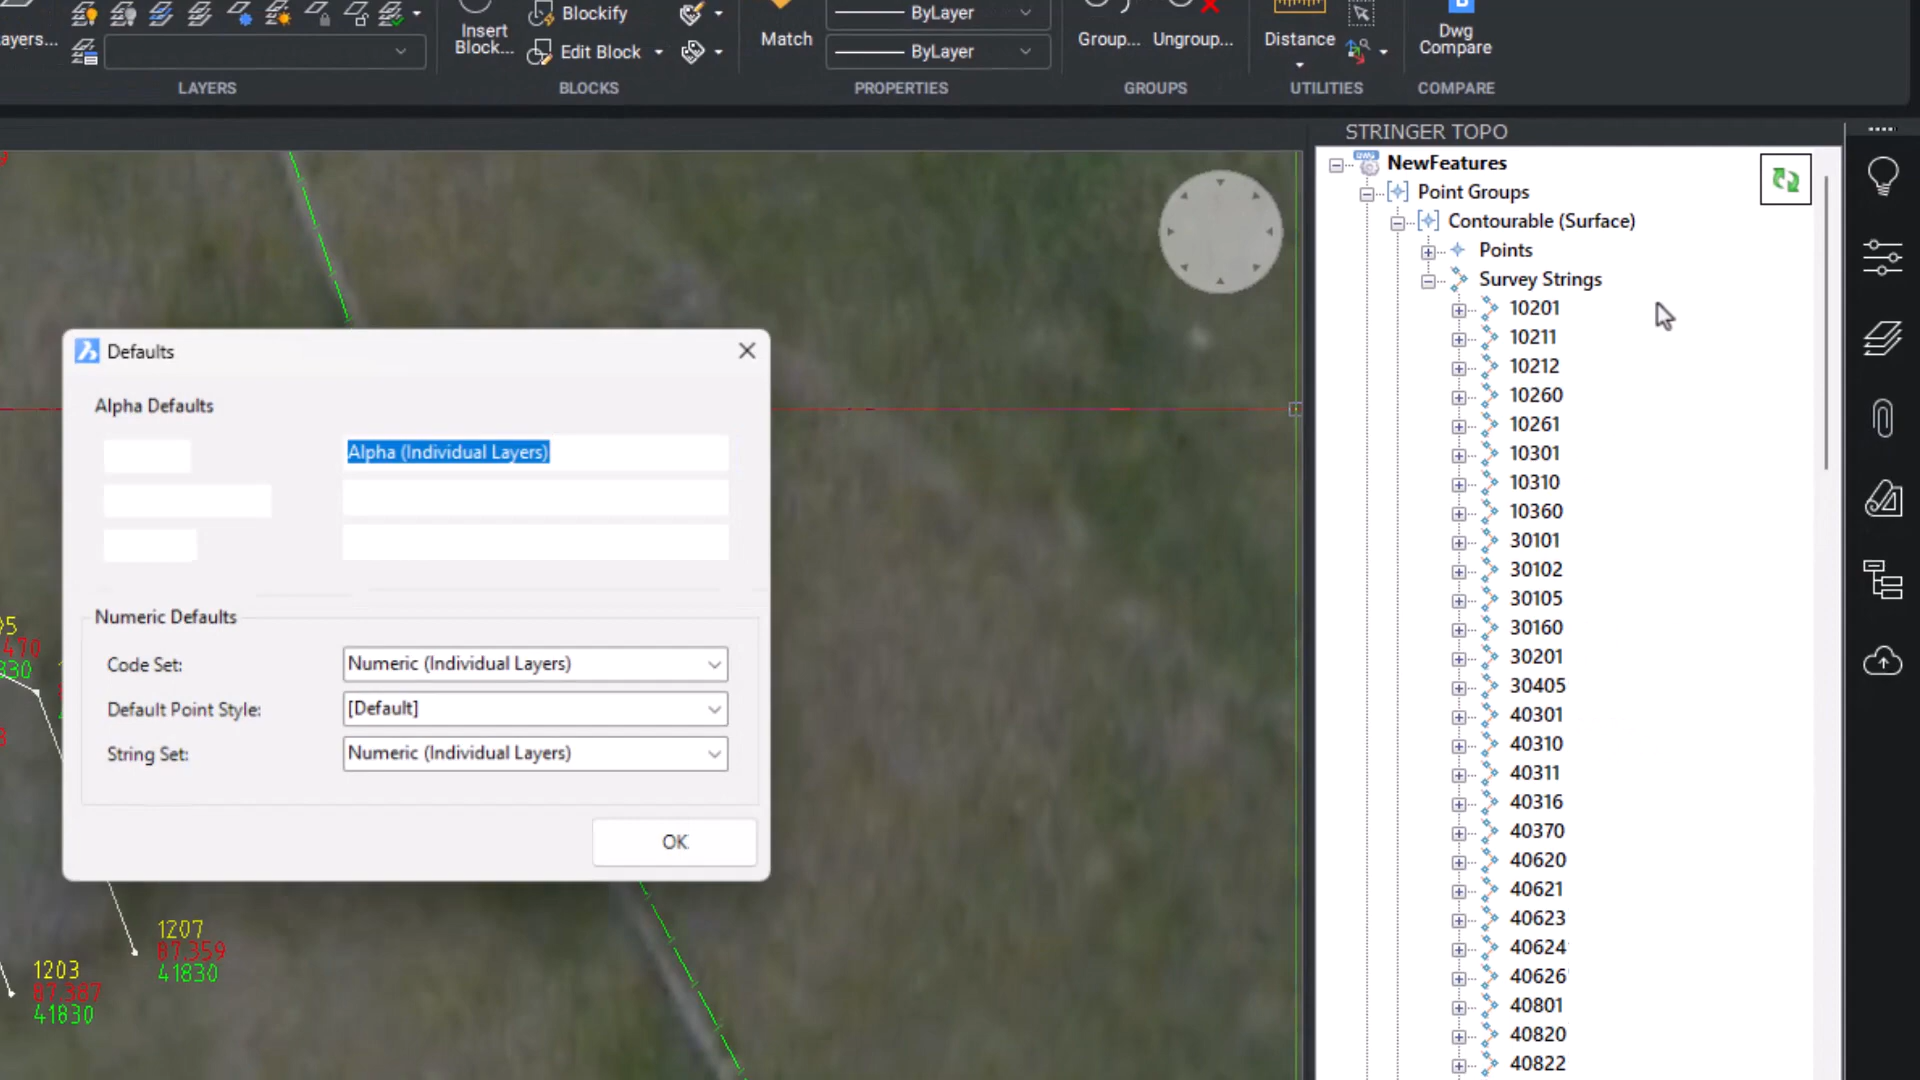 ayers...
Insert
Block...
Blockify
Edit Block
Match
ByLayer
ByLayer
Group...
Ungroup...
Distance
Dwg
Compare
LAYERS
BLOCKS
PROPERTIES
GROUPS
UTILITIES
COMPARE
STRINGER TOPO
NewFeatures
Point Groups
Contourable (Surface)
Points
Survey Strings
10201
10211
10212
10260
10261
10301
10310
10360
30101
30102
30105
30160
30201
30405
40301
40310
40311
40316
40370
40620
40621
40623
40624
40626
40801
40820
40822
Defaults
Alpha Defaults
Alpha (Individual Layers)
Numeric Defaults
Code Set:
Numeric (Individual Layers)
Default Point Style:
[Default]
String Set:
Numeric (Individual Layers)
OK
1207
87.359
41830
1203
87.387
41830